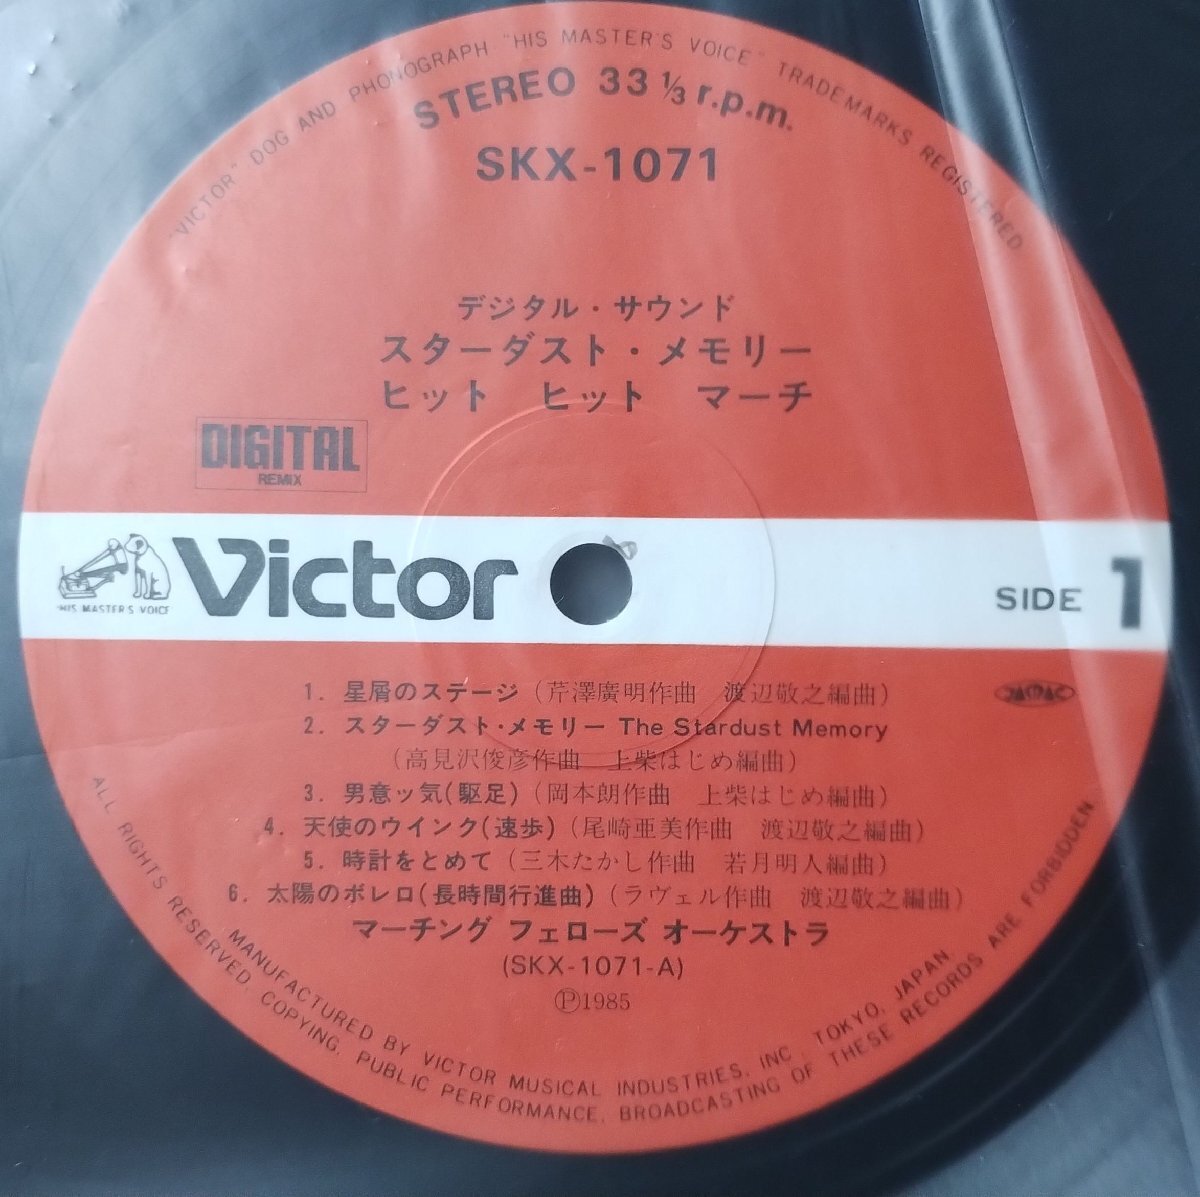 "VICTOR" DOG AND PHONOGRAPH "HIS MASTER'S VOICE" TRADEMARKS REGISTERED
STEREO 33 1/3 r.p.m.
SKX-1071
デジタル・サウンド
スターダスト・メモリー
ヒット ヒット マーチ
DIGITAL
REMIX
"HIS MASTER'S VOICE"
Victor
SIDE 1
1. 星屑のステージ(芹澤廣明作曲 渡辺敬之編曲)
2. スターダスト・メモリー The Stardust Memory
(高見沢俊彦作曲 上柴はじめ編曲)
3. 男意ッ気(駆足)(岡本朗作曲 上柴はじめ編曲)
4. 天使のウインク(速歩)(尾崎亜美作曲 渡辺敬之編曲)
5. 時計をとめて(三木たかし作曲 若月明人編曲)
6. 太陽のボレロ(長時間行進曲)(ラヴェル作曲 渡辺敬之編曲)
マーチング フェローズ オーケストラ
(SKX-1071-A)
Ⓟ1985
MANUFACTURED BY VICTOR MUSICAL INDUSTRIES, INC., TOKYO, JAPAN.
ALL RIGHTS RESERVED, COPYING, PUBLIC PERFORMANCE, BROADCASTING OF THESE RECORDS ARE FORBIDDEN.